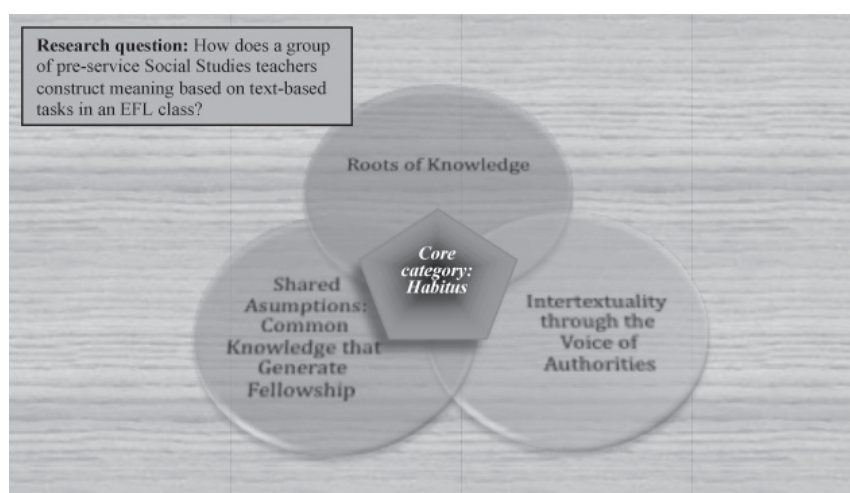 Research question: How does a group
of pre-service Social Studies teachers
construct meaning based on text-based
tasks in an EFL class?
Roots of Knowledge
Core
category:
Habitus
Shared
Asumptions:
Common
Knowledge that
Generate
Fellowship
Intertextuality
through the
Voice of
Authorities